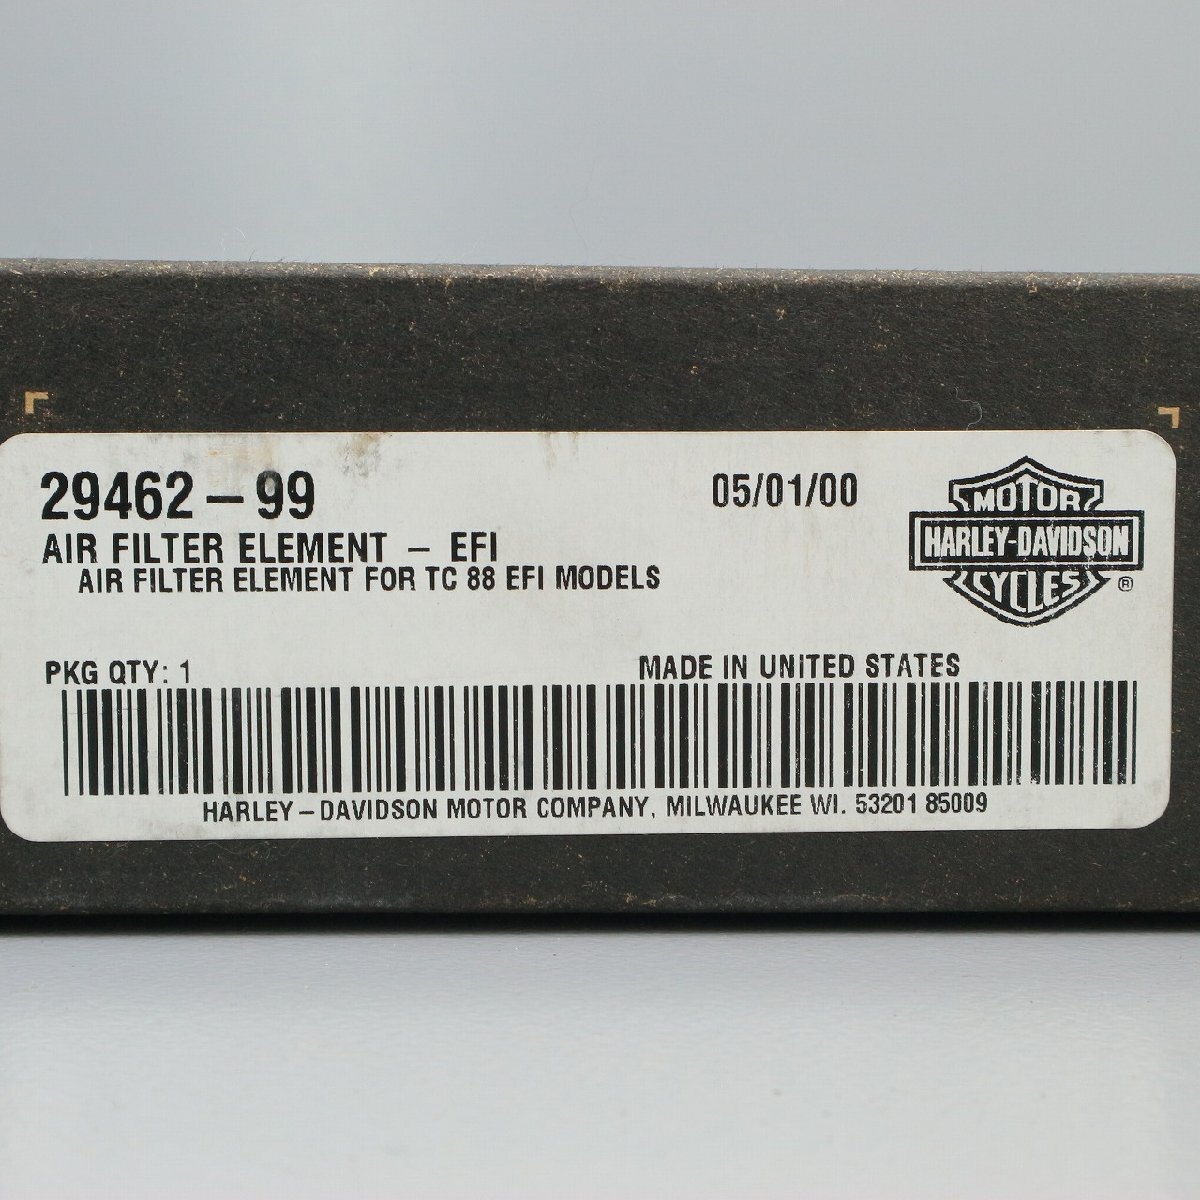 29462-99
05/01/00
AIR FILTER ELEMENT - EFI
AIR FILTER ELEMENT FOR TC 88 EFI MODELS
MOTOR
HARLEY-DAVIDSON
CYCLES
®
PKG QTY: 1
MADE IN UNITED STATES
HARLEY-DAVIDSON MOTOR COMPANY, MILWAUKEE WI. 53201 85009